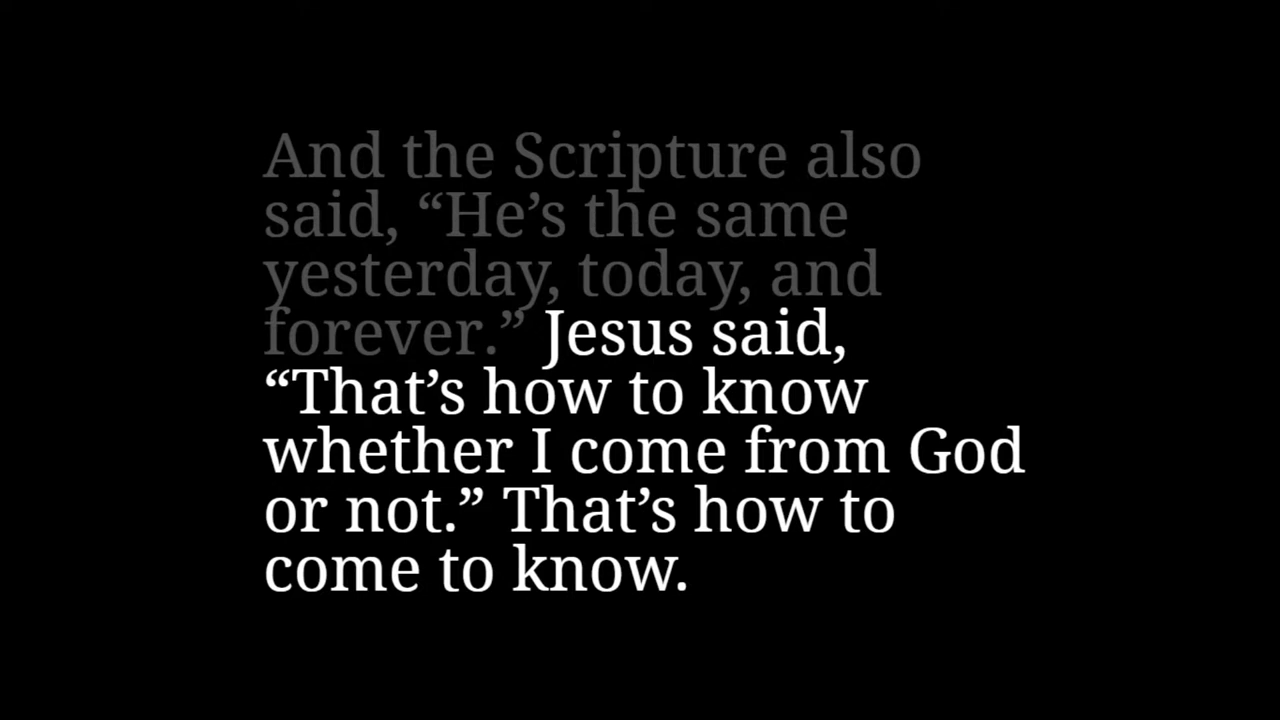 And the Scripture also
said, “He’s the same
yesterday, today, and
forever.” Jesus said,
“That’s how to know
whether I come from God
or not.” That’s how to
come to know.